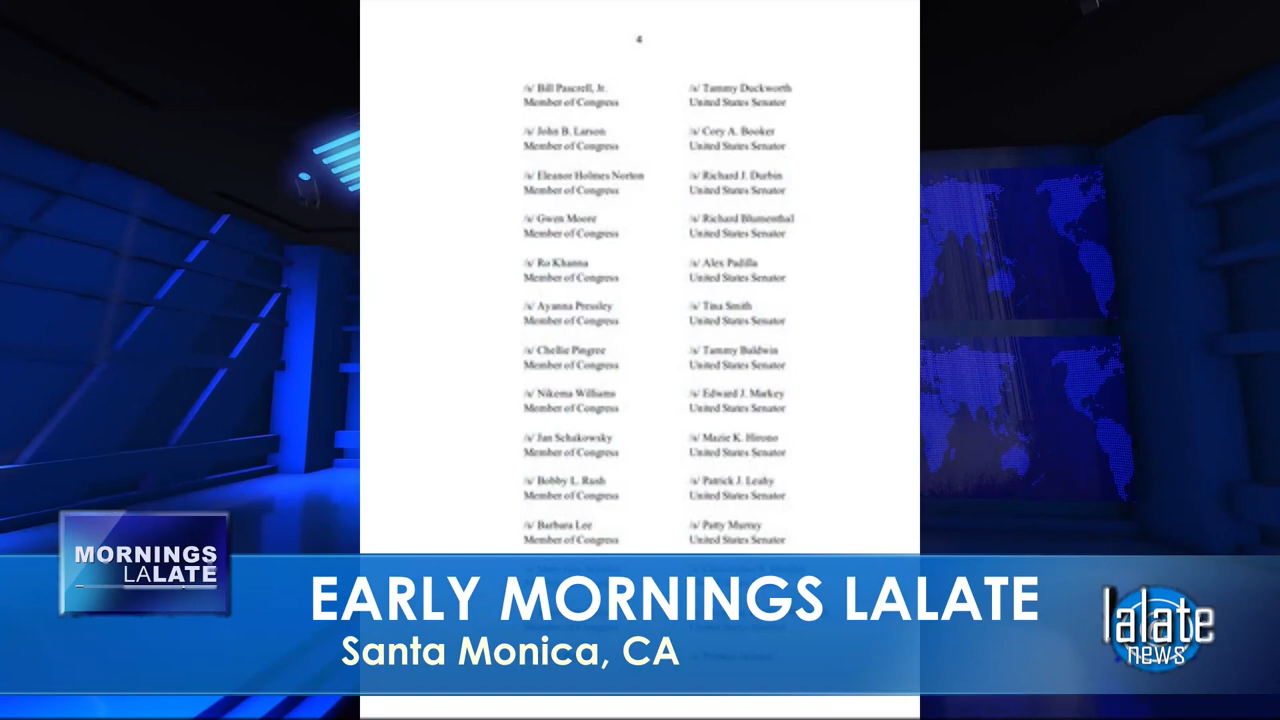 4
/s/ Bill Pascrell, Jr.
Member of Congress
/s/ John B. Larson
Member of Congress
/s/ Eleanor Holmes Norton
Member of Congress
/s/ Gwen Moore
Member of Congress
/s/ Ro Khanna
Member of Congress
/s/ Ayanna Pressley
Member of Congress
/s/ Chellie Pingree
Member of Congress
/s/ Nikema Williams
Member of Congress
/s/ Jan Schakowsky
Member of Congress
/s/ Bobby L. Rush
Member of Congress
/s/ Barbara Lee
Member of Congress
/s/ Tammy Duckworth
United States Senator
/s/ Cory A. Booker
United States Senator
/s/ Richard J. Durbin
United States Senator
/s/ Richard Blumenthal
United States Senator
/s/ Alex Padilla
United States Senator
/s/ Tina Smith
United States Senator
/s/ Tammy Baldwin
United States Senator
/s/ Edward J. Markey
United States Senator
/s/ Mazie K. Hirono
United States Senator
/s/ Patrick J. Leahy
United States Senator
/s/ Patty Murray
United States Senator
MORNINGS
LALATE
EARLY MORNINGS LALATE
Santa Monica, CA
lalate
news